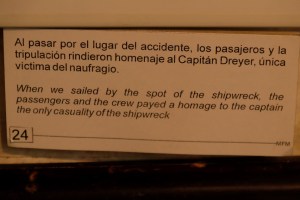 Al pasar por el lugar del accidente, los pasajeros y la
tripulación rindieron homenaje al Capitán Dreyer, única
victima del naufragio.
When we sailed by the spot of the shipwreck, the
passengers and the crew payed a homage to the captain
the only casuality of the shipwreck
24